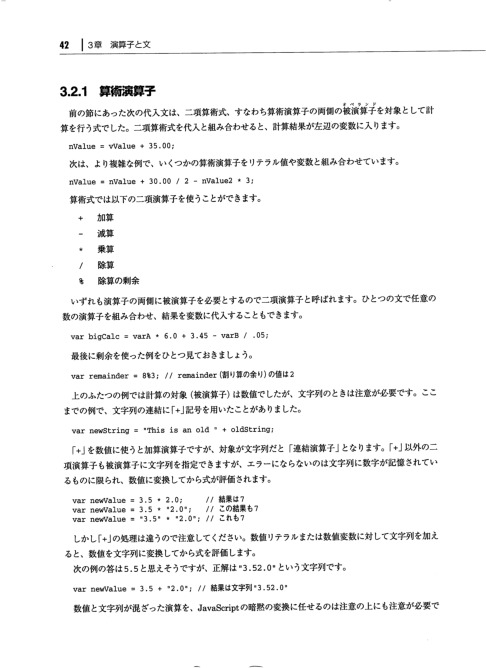 42 3章 演算子と文
3.2.1 算術演算子
オペランド
前の節にあった次の代入文は、二項算術式、すなわち算術演算子の両側の被演算子を対象として計
算を行う式でした。二項算術式を代入と組み合わせると、計算結果が左辺の変数に入ります。
nValue = vValue + 35.00;
次は、より複雑な例で、いくつかの算術演算子をリテラル値や変数と組み合わせています。
nValue = nValue + 30.00 / 2 - nValue2 * 3;
算術式では以下の二項演算子を使うことができます。
+ 加算
- 減算
* 乗算
/ 除算
% 除算の剰余
いずれも演算子の両側に被演算子を必要とするので二項演算子と呼ばれます。ひとつの文で任意の
数の演算子を組み合わせ、結果を変数に代入することもできます。
var bigCalc = varA * 6.0 + 3.45 - varB / .05;
最後に剰余を使った例をひとつ見ておきましょう。
var remainder = 8%3; // remainder(割り算の余り)の値は2
上のふたつの例では計算の対象(被演算子)は数値でしたが、文字列のときは注意が必要です。ここ
までの例で、文字列の連結に「+」記号を用いたことがありました。
var newString = "This is an old " + oldString;
「+」を数値に使うと加算演算子ですが、対象が文字列だと「連結演算子」となります。「+」以外の二
項演算子も被演算子に文字列を指定できますが、エラーにならないのは文字列に数字が記憶されてい
るものに限られ、数値に変換してから式が評価されます。
var newValue = 3.5 * 2.0; // 結果は7
var newValue = 3.5 * "2.0"; // この結果も7
var newValue = "3.5" * "2.0"; // これも7
しかし「+」の処理は違うので注意してください。数値リテラルまたは数値変数に対して文字列を加え
ると、数値を文字列に変換してから式を評価します。
次の例の答は5.5と思えそうですが、正解は"3.52.0"という文字列です。
var newValue = 3.5 + "2.0"; // 結果は文字列"3.52.0"
数値と文字列が混ざった演算を、JavaScriptの暗黙の変換に任せるのは注意の上にも注意が必要で